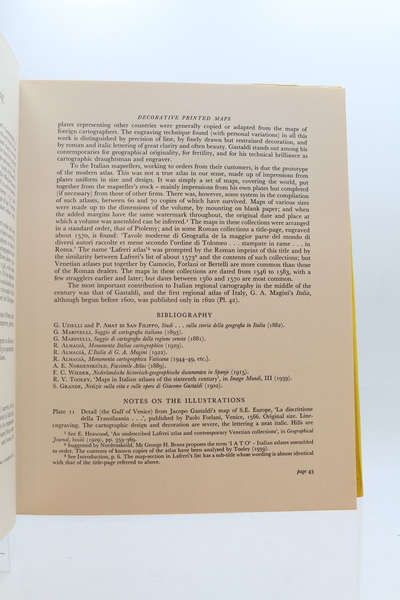 DECORATIVE PRINTED MAPS
plates representing other countries were generally copied or adapted from the maps of
foreign cartographers. The engraving technique found (with personal variations) in all this
work is distinguished by precision of line, by finely drawn but restrained decoration, and
by roman and italic lettering of great clarity and often beauty. Gastaldi stands out among his
contemporaries for geographical originality, for fertility, and for his technical brilliance as
cartographic draughtsman and engraver.
To the Italian mapsellers, working to orders from their customers, is due the prototype
of the modern atlas. This was not a true atlas in our sense, made up of impressions from
plates uniform in size and design. It was simply a set of maps, covering the world, put
together from the mapseller's stock – mainly impressions from his own plates but completed
(if necessary) from those of other firms. There was, however, some system in the compilation
of such atlases, between 60 and 70 copies of which have survived. Maps of various sizes
were made up to the dimensions of the volume, by mounting on blank paper; and when
the added margins have the same watermark throughout, the original date and place at
which a volume was assembled can be inferred.¹ The maps in these collections were arranged
in a standard order, that of Ptolemy; and in some Roman collections a title-page, engraved
about 1570, is found: 'Tavole moderne di Geografia de la maggior parte del mondo di
diversi autori raccolte et messe secondo l'ordine di Tolomeo . . . stampate in rame . . . in
Roma.' The name 'Lafreri atlas'² was prompted by the Roman imprint of this title and by
the similarity between Lafreri's list of about 1573³ and the contents of such collections; but
Venetian atlases put together by Camocio, Forlani or Bertelli are more common than those
of the Roman dealers. The maps in these collections are dated from 1546 to 1583, with a
few stragglers earlier and later; but dates between 1560 and 1570 are most common.
The most important contribution to Italian regional cartography in the middle of the
century was that of Gastaldi, and the first regional atlas of Italy, G. A. Magini's Italia,
although begun before 1600, was published only in 1620 (Pl. 42).
BIBLIOGRAPHY
G. UZIELLI and P. AMAT DI SAN FILIPPO, Studi . . . sulla storia della geografia in Italia (1882).
G. MARINELLI, Saggio di cartografia italiana (1893).
G. MARINELLI, Saggio di cartografia della regione veneta (1881).
R. ALMAGIÀ, Monumenta Italiae cartographica (1929).
R. ALMAGIÀ, L'Italia di G. A. Magini (1922).
R. ALMAGIÀ, Monumenta cartographica Vaticana (1944-49, etc.).
A. E. NORDENSKIÖLD, Facsimile Atlas (1889).
F. C. WIEDER, Nederlandsche historisch-geographische documenten in Spanje (1915).
R. V. TOOLEY, 'Maps in Italian atlases of the sixteenth century', in Imago Mundi, III (1939).
S. GRANDE, Notizie sulla vita e sulle opere di Giacomo Gastaldi (1902).
NOTES ON THE ILLUSTRATIONS
Plate 11 Detail (the Gulf of Venice) from Jacopo Gastaldi's map of S.E. Europe, 'La discrittione
della Transilvania . . .', published by Paolo Forlani, Venice, 1566. Original size. Line-
engraving. The cartographic design and decoration are severe, the lettering a neat italic. Hills are
¹ See E. Heawood, 'An undescribed Lafreri atlas and contemporary Venetian collections', in Geographical
Journal, lxxiii (1929), pp. 359-369.
² Suggested by Nordenskiöld. Mr George H. Beans proposes the term 'I A T O' – Italian atlases assembled
to order. The contents of known copies of the atlas have been analysed by Tooley (1939).
³ See Introduction, p. 6. The map-section in Lafreri's list has a sub-title whose wording is almost identical
with that of the title-page referred to above.
page 45